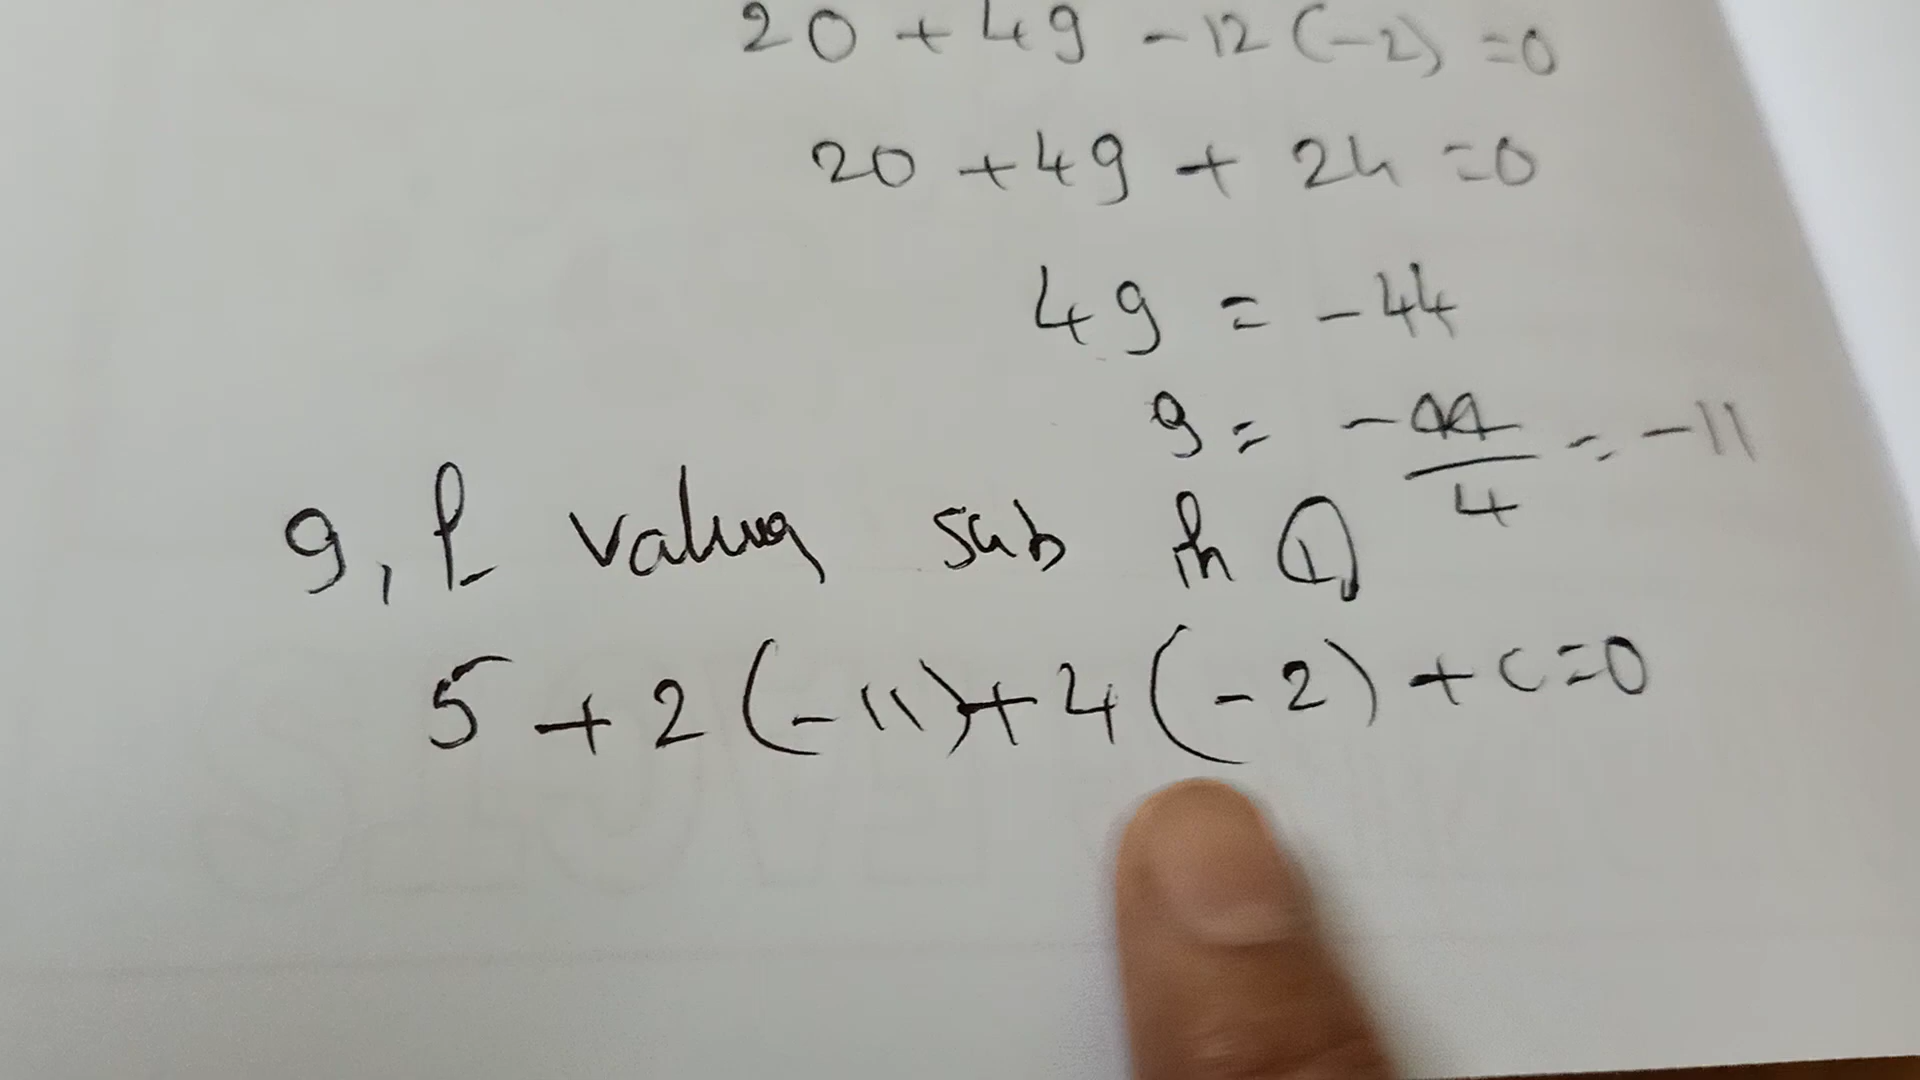 20 + 4g - 12 (-2) = 0
20 + 4g + 24 = 0
4g = -44
g = -44/4 = -11
g, f value sub in ①
5 + 2 (-11) + 4 (-2) + c = 0